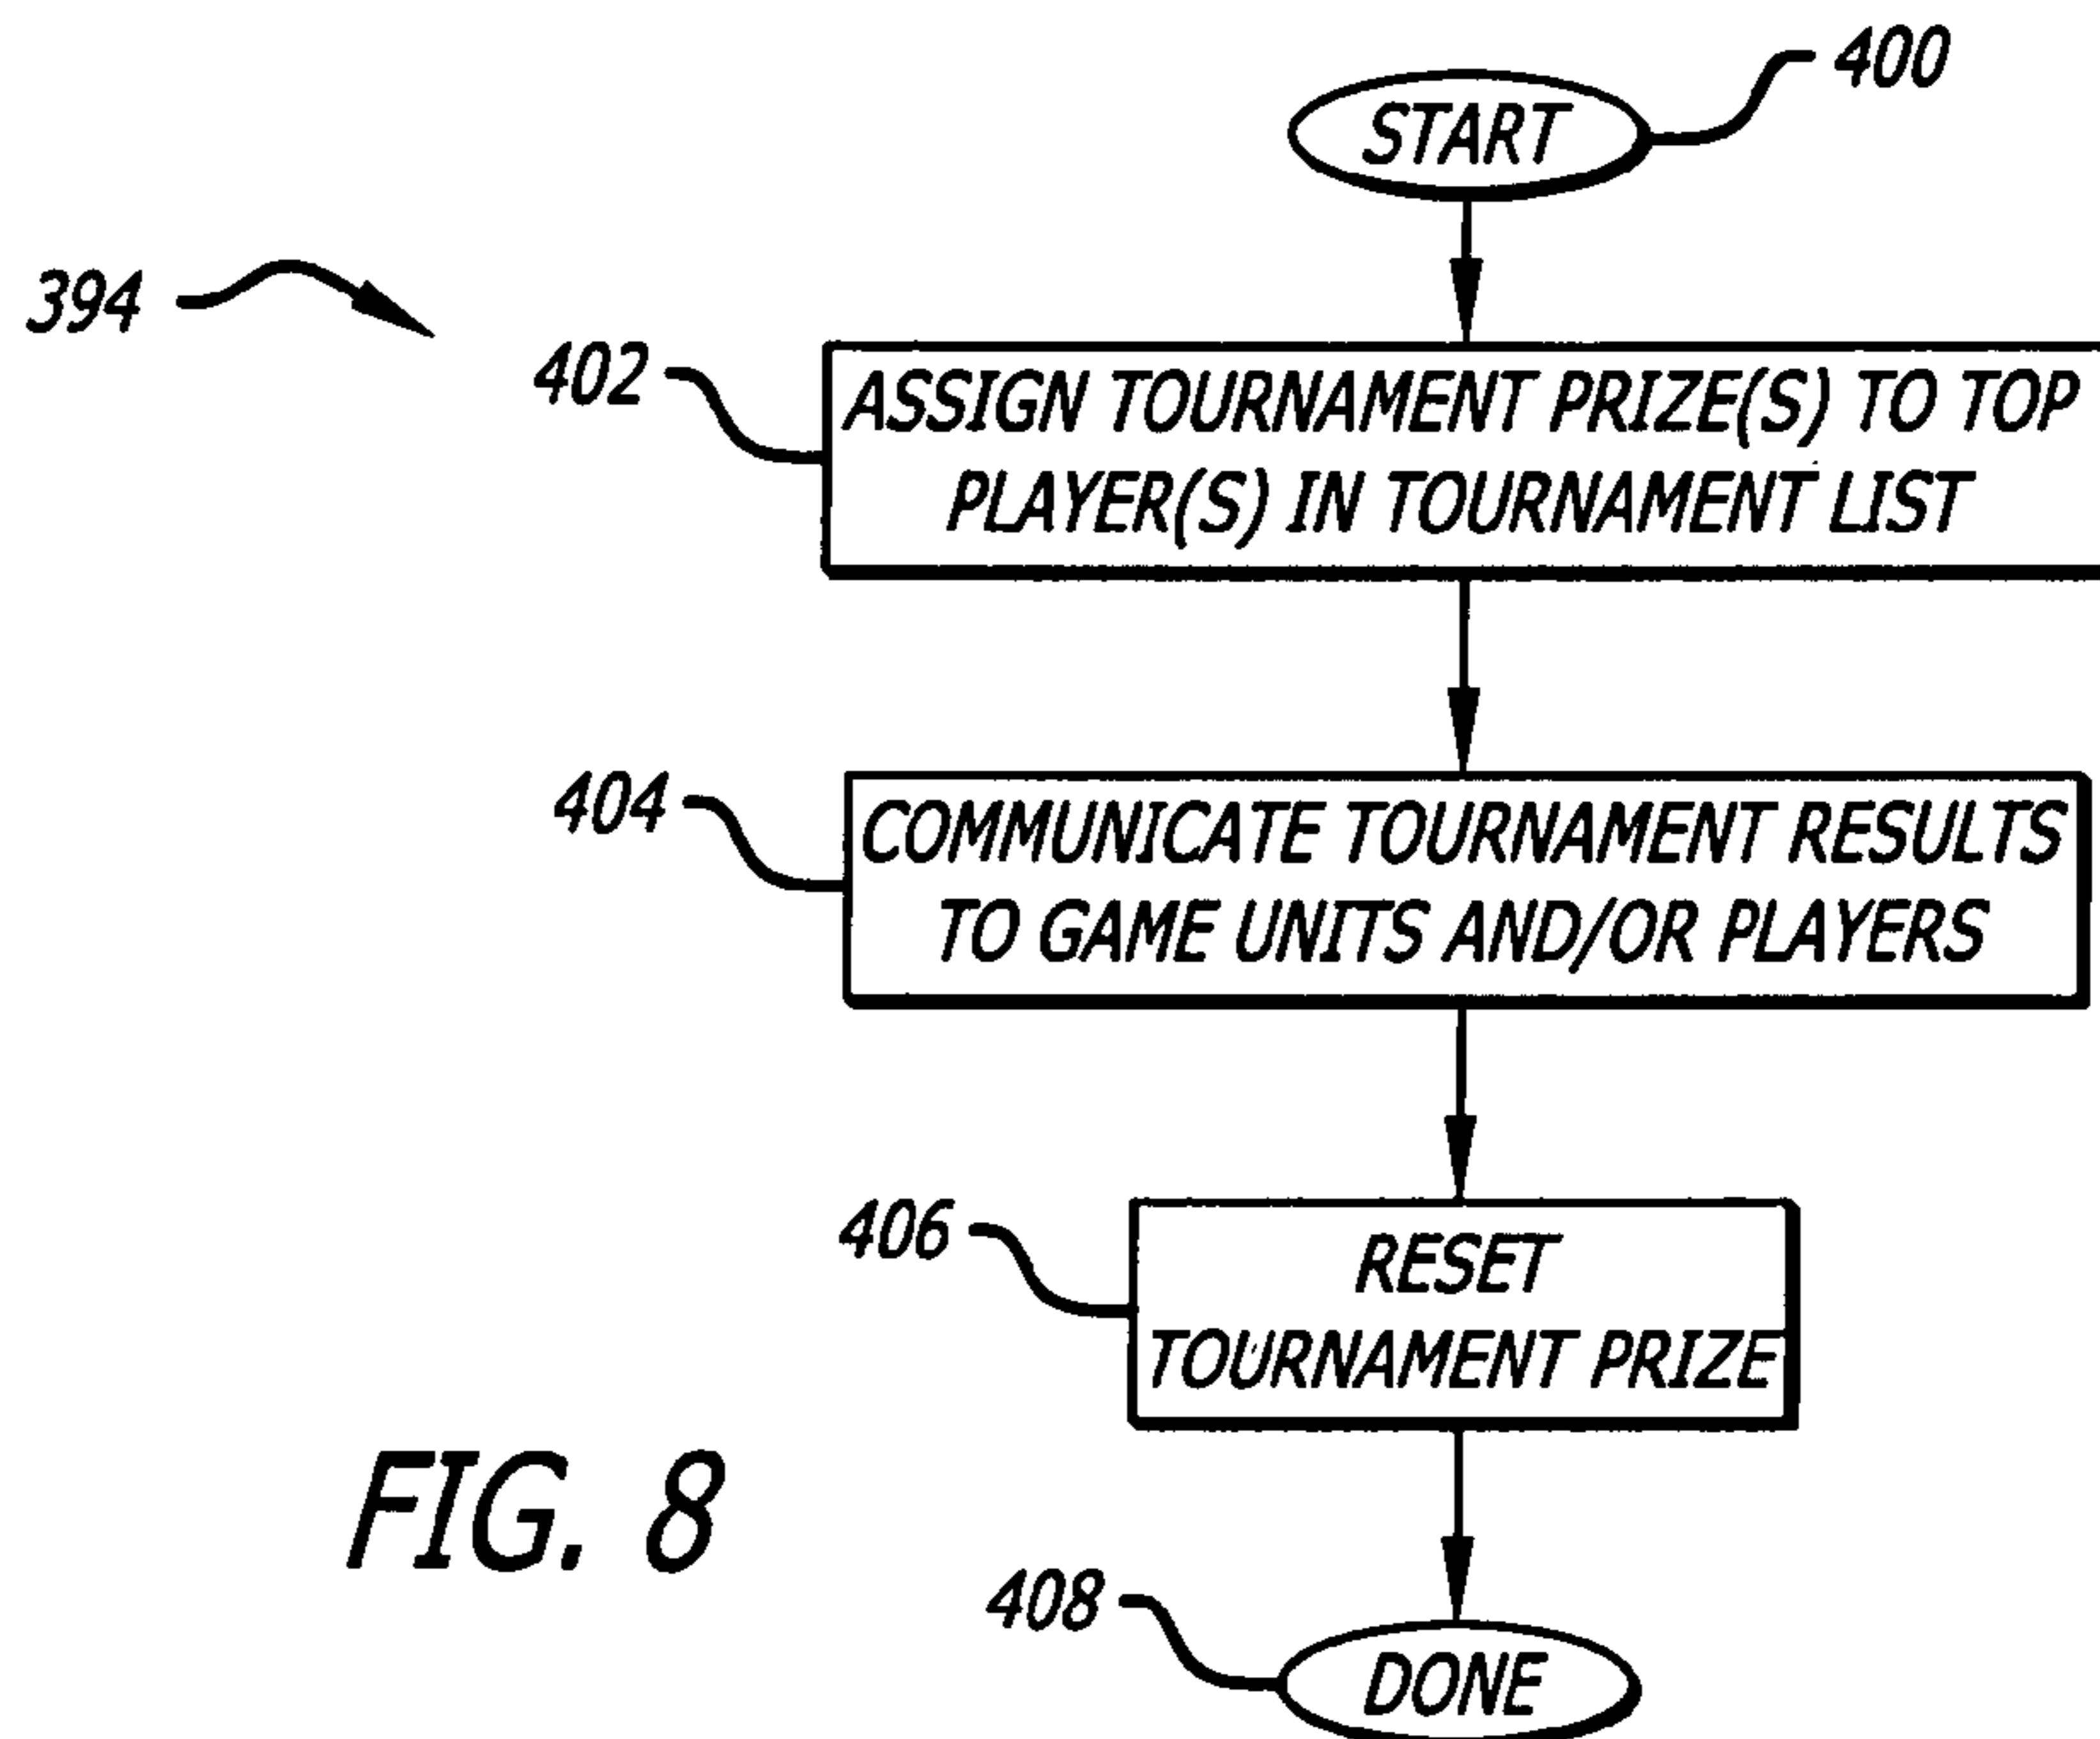 400
START
394
402
ASSIGN TOURNAMENT PRIZE(S) TO TOP
PLAYER(S) IN TOURNAMENT LIST
404
COMMUNICATE TOURNAMENT RESULTS
TO GAME UNITS AND/OR PLAYERS
406
RESET
TOURNAMENT PRIZE
FIG. 8
408
DONE